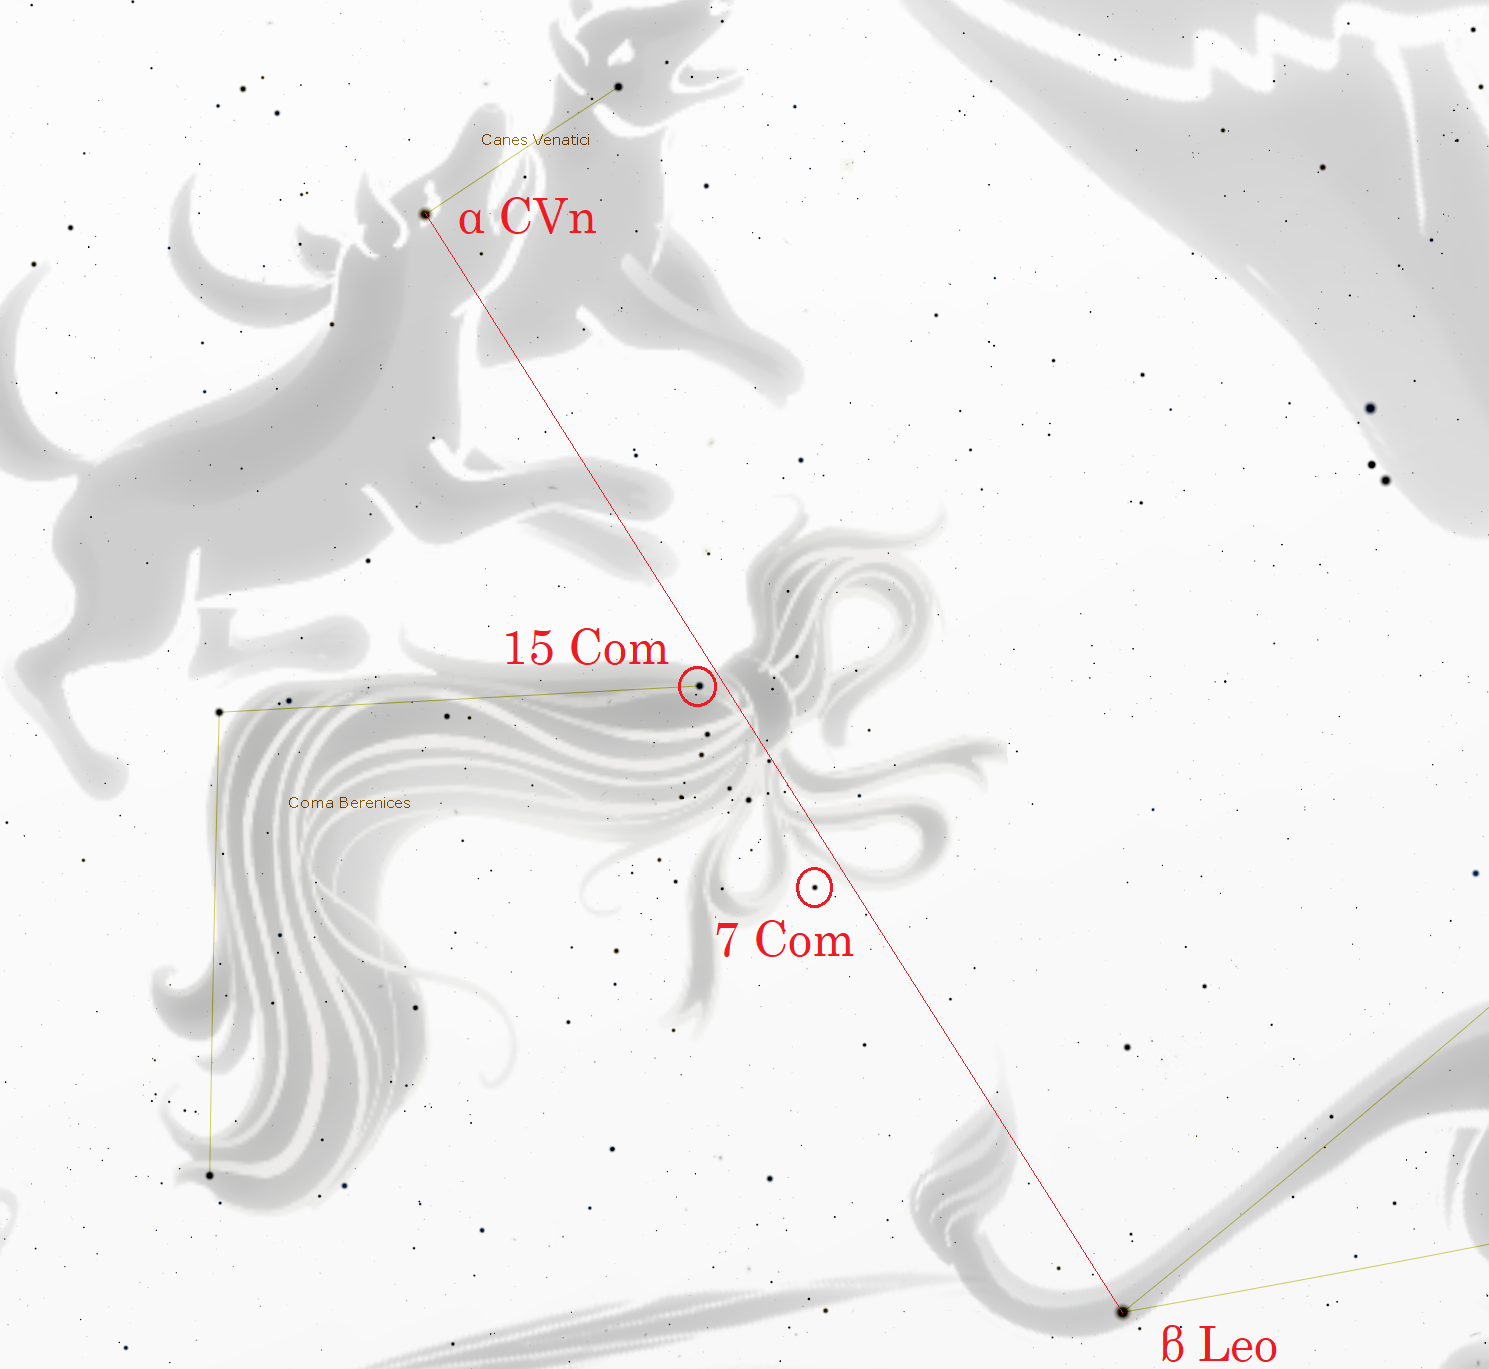 Canes Venatici
α CVn
15 Com
Coma Berenices
7 Com
β Leo